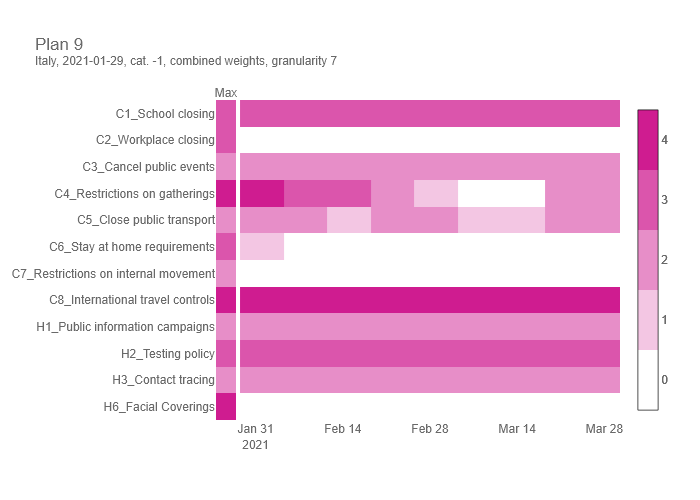 Plan 9
Italy, 2021-01-29, cat. -1, combined weights, granularity 7
Max
C1_School closing
C2_Workplace closing
C3_Cancel public events
C4_Restrictions on gatherings
C5_Close public transport
C6_Stay at home requirements
C7_Restrictions on internal movement
C8_International travel controls
H1_Public information campaigns
H2_Testing policy
H3_Contact tracing
H6_Facial Coverings
Jan 31 Feb 14 Feb 28 Mar 14 Mar 28
2021
4
3
2
1
0